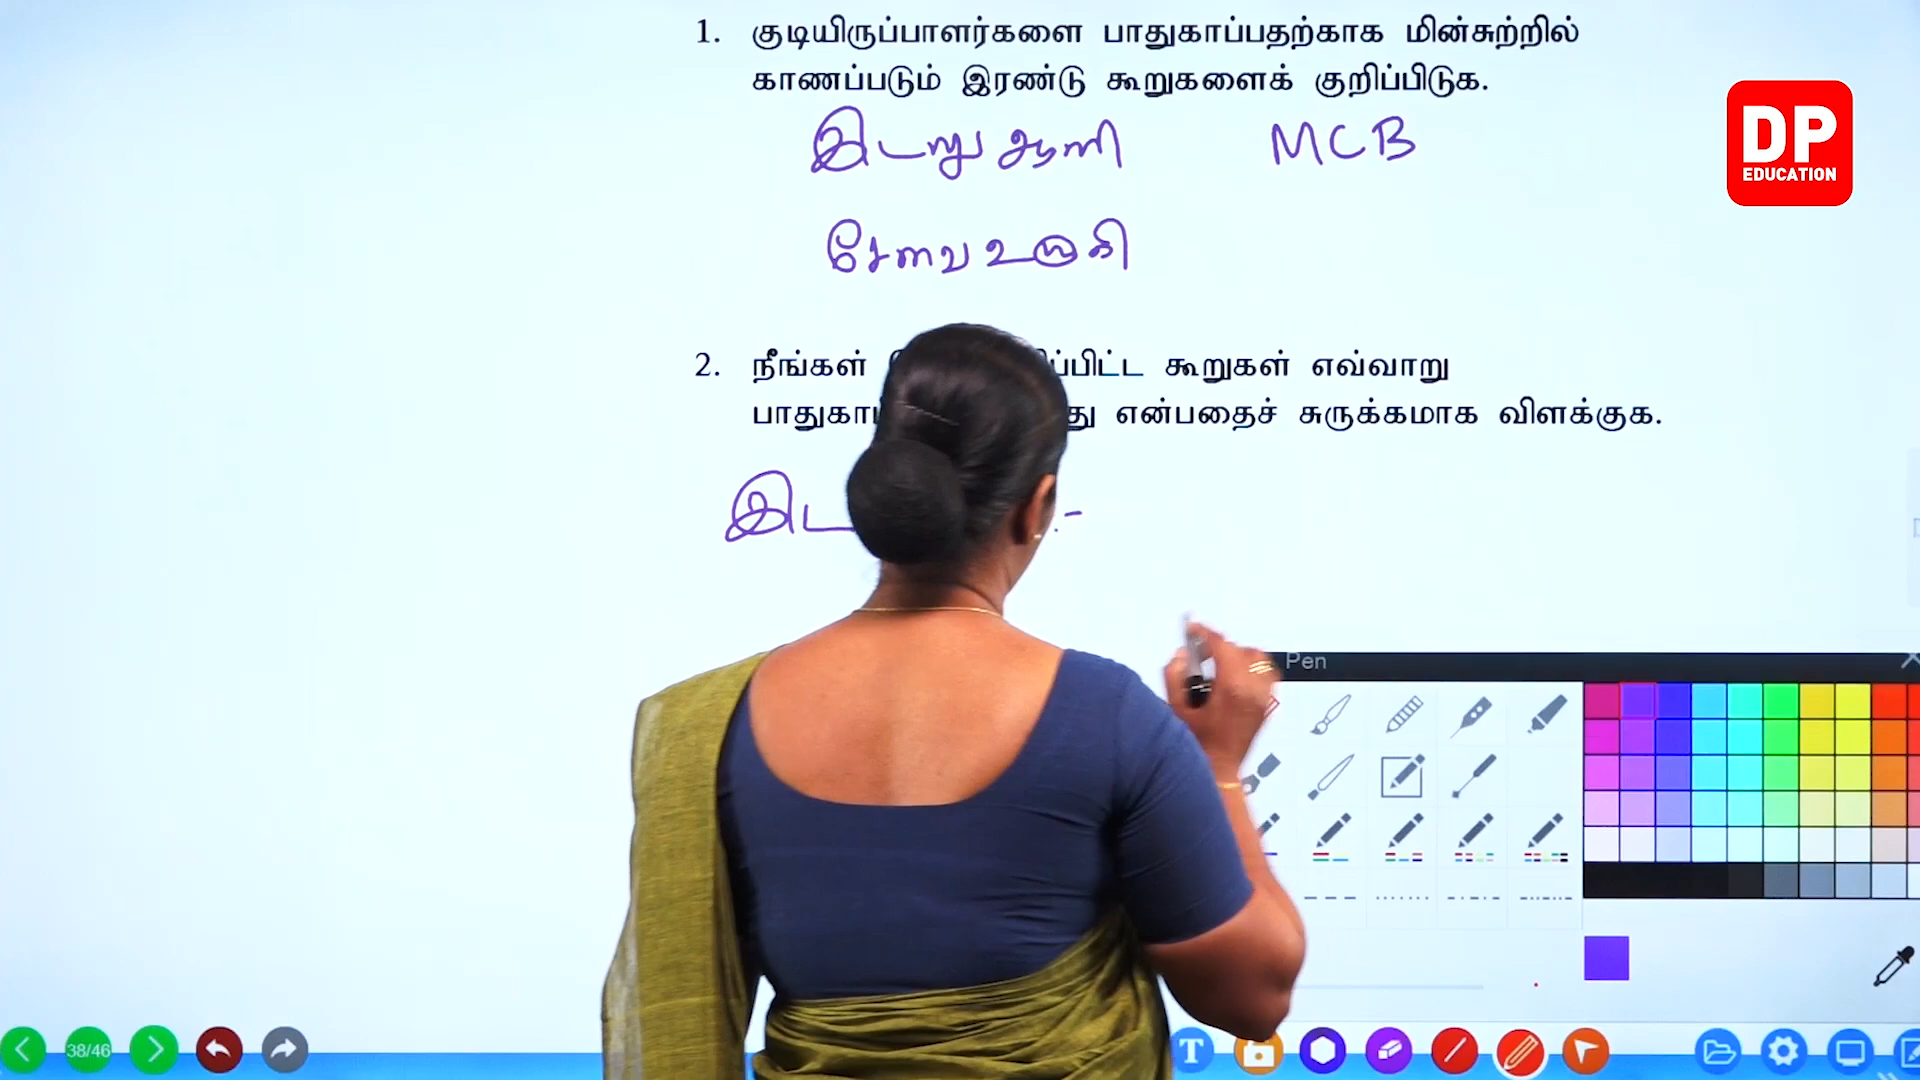 1. குடியிருப்பாளர்களை பாதுகாப்பதற்காக மின்சுற்றில்
காணப்படும் இரண்டு கூறுகளைக் குறிப்பிடுக.
DP
EDUCATION
இடறு ஆளி MCB
சேவை உருகி
2. நீங்கள் கூறுகள் எவ்வாறு
என்பதைச் சுருக்கமாக விளக்குக.
Pen
38/46
T